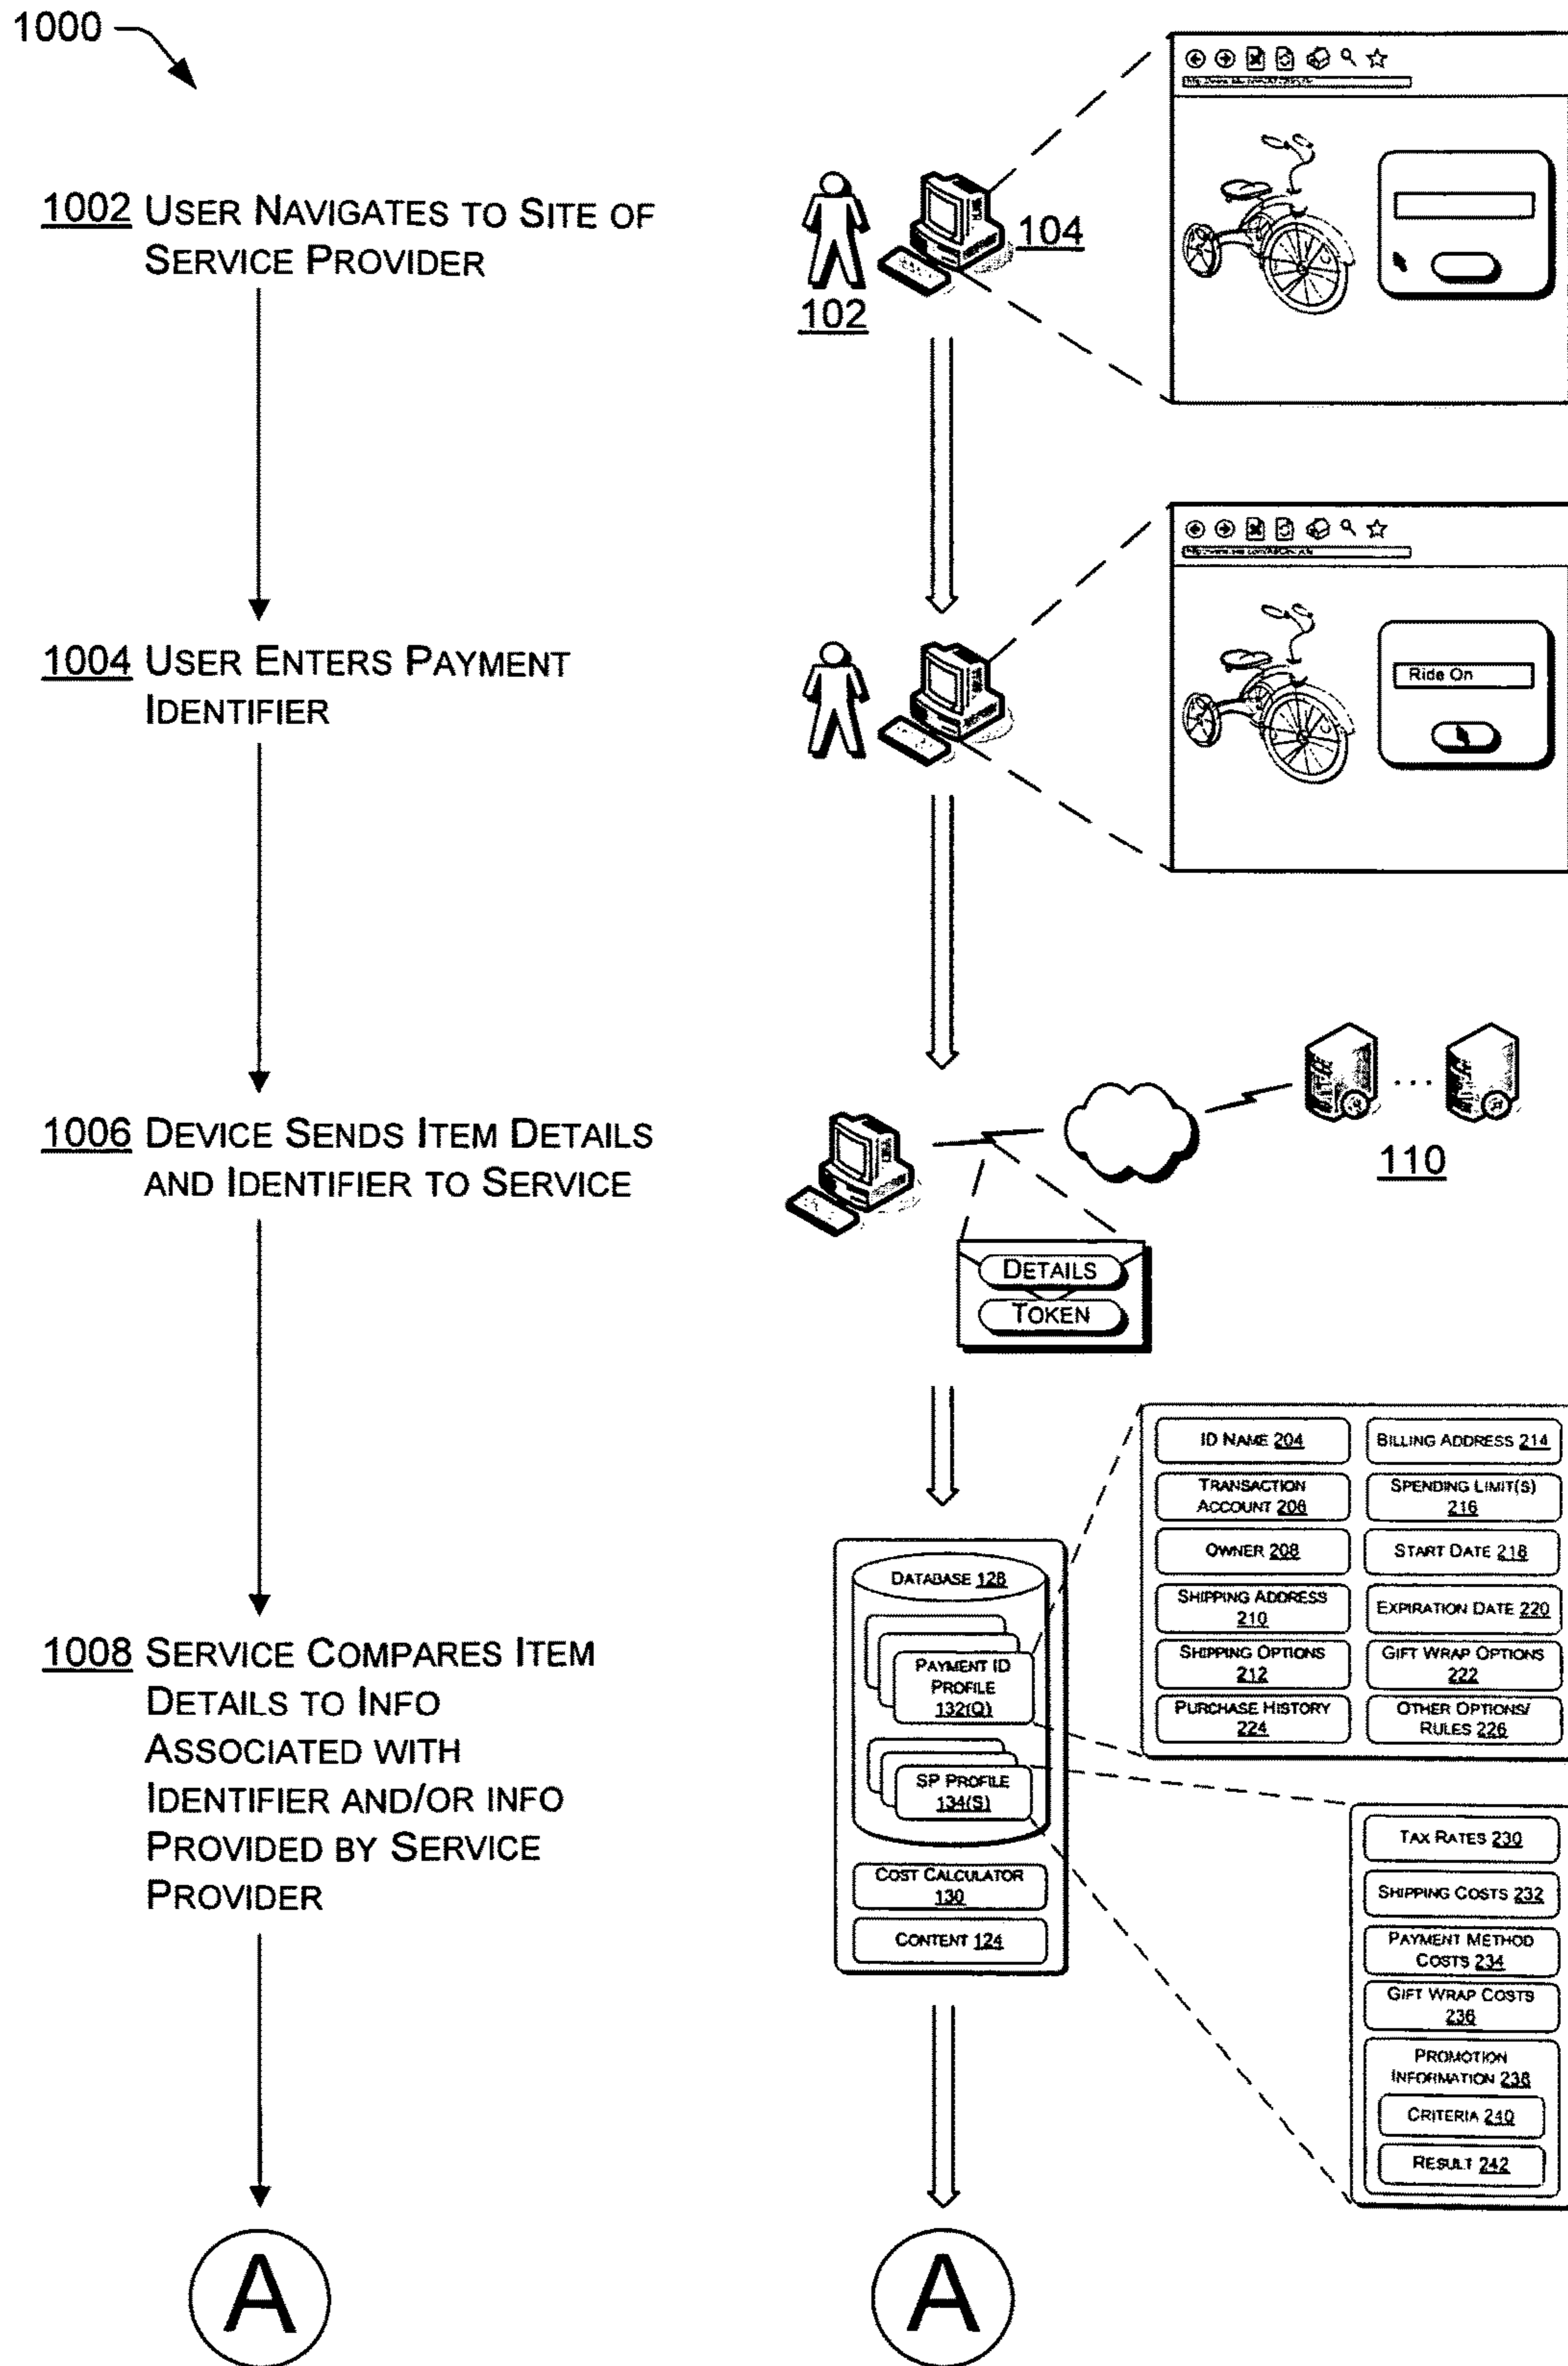 1000
1002 USER NAVIGATES TO SITE OF
SERVICE PROVIDER
104
102
1004 USER ENTERS PAYMENT
IDENTIFIER
Ride On
1006 DEVICE SENDS ITEM DETAILS
AND IDENTIFIER TO SERVICE
...
110
DETAILS
TOKEN
1008 SERVICE COMPARES ITEM
DETAILS TO INFO
ASSOCIATED WITH
IDENTIFIER AND/OR INFO
PROVIDED BY SERVICE
PROVIDER
DATABASE 128
PAYMENT ID
PROFILE
132(Q)
SP PROFILE
134(S)
COST CALCULATOR
130
CONTENT 124
ID NAME 204
BILLING ADDRESS 214
TRANSACTION
ACCOUNT 206
SPENDING LIMIT(S)
216
OWNER 208
START DATE 218
SHIPPING ADDRESS
210
EXPIRATION DATE 220
SHIPPING OPTIONS
212
GIFT WRAP OPTIONS
222
PURCHASE HISTORY
224
OTHER OPTIONS/
RULES 226
TAX RATES 230
SHIPPING COSTS 232
PAYMENT METHOD
COSTS 234
GIFT WRAP COSTS
236
PROMOTION
INFORMATION 238
CRITERIA 240
RESULT 242
A
A